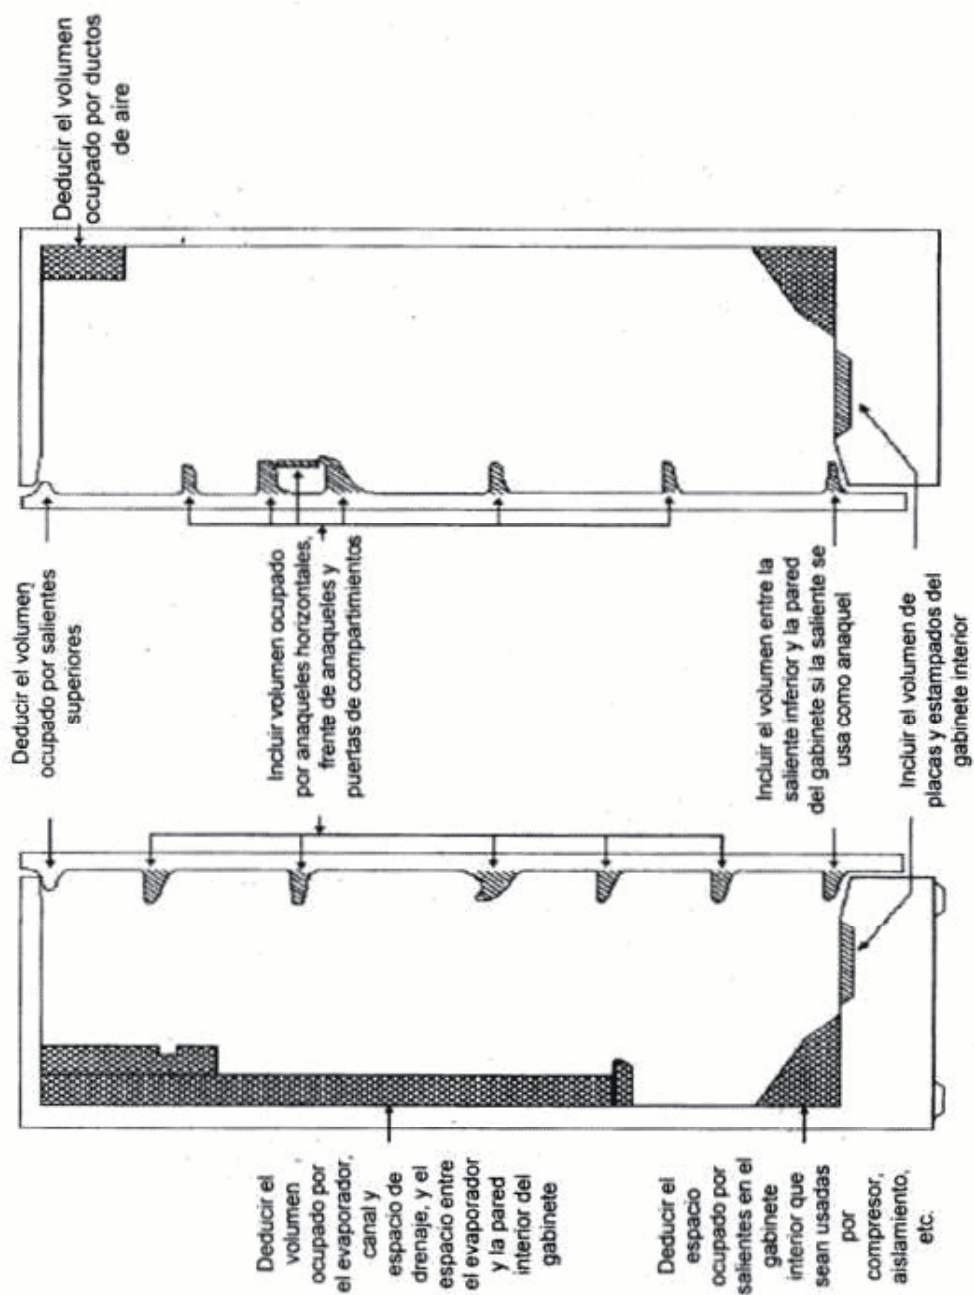 Deducir el volumen
ocupado por el evaporador,
canal y
espacio de
drenaje, y el
espacio entre
el evaporador
y la pared
interior del
gabinete
Deducir el
espacio
ocupado por
salientes en el
gabinete
interior que
sean usadas
por
compresor,
aislamiento,
etc.
Deducir el volumen
ocupado por salientes
superiores
Incluir volumen ocupado
por anaqueles horizontales,
frente de anaqueles y
puertas de compartimientos
Incluir el volumen entre la
saliente inferior y la pared
del gabinete si la saliente se
usa como anaquel
Incluir el volumen de
placas y estampados del
gabinete interior
Deducir el volumen
ocupado por ductos
de aire